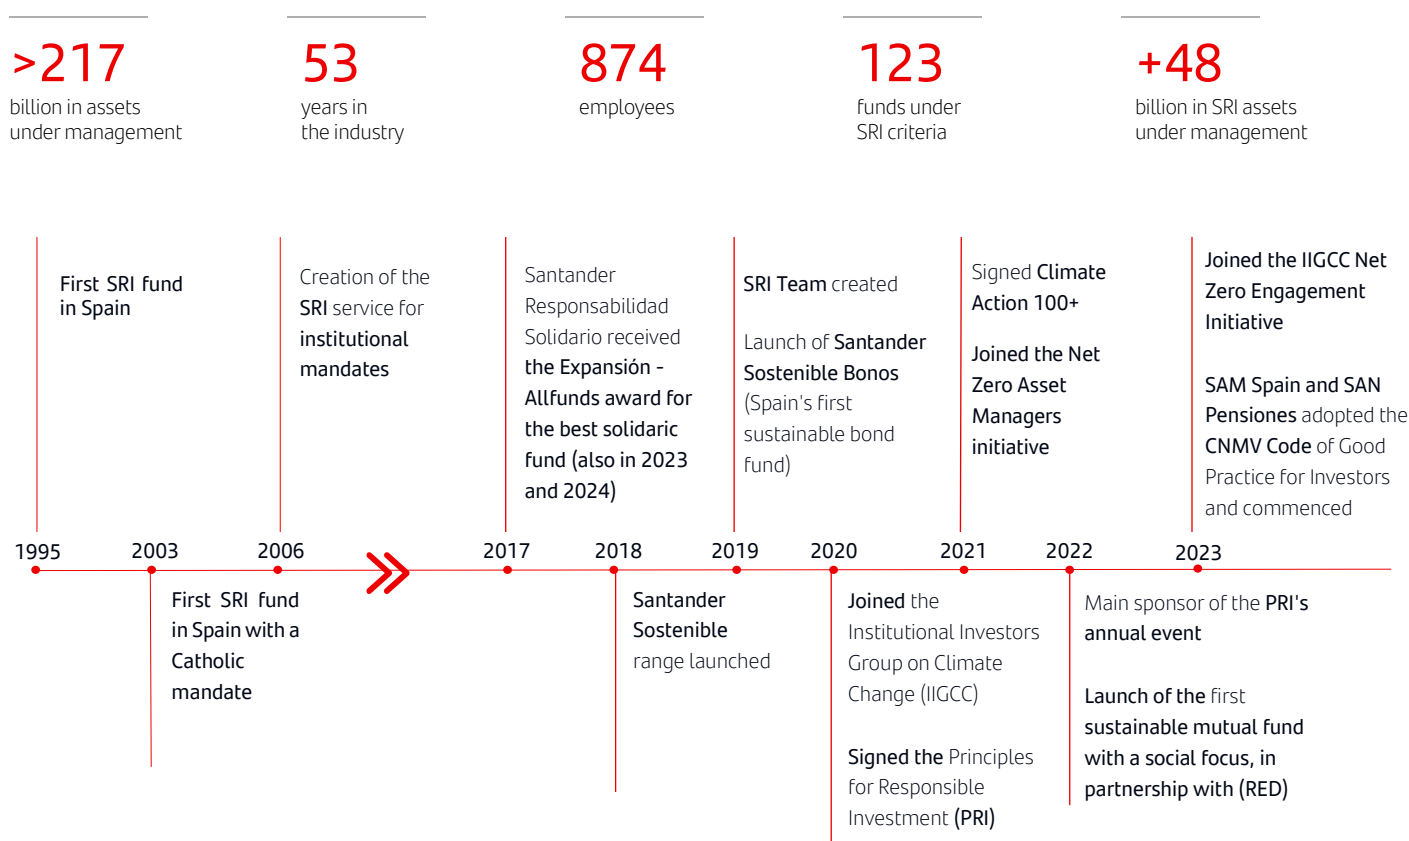 >217
billion in assets
under management
53
years in
the industry
874
employees
123
funds under
SRI criteria
+48
billion in SRI assets
under management
First SRI fund
in Spain
Creation of the
SRI service for
institutional
mandates
Santander
Responsabilidad
Solidario received
the Expansión -
Allfunds award for
the best solidaric
fund (also in 2023
and 2024)
SRI Team created
Launch of Santander
Sostenible Bonos
(Spain's first
sustainable bond
fund)
Signed Climate
Action 100+
Joined the Net
Zero Asset
Managers
initiative
Joined the IIGCC Net
Zero Engagement
Initiative
SAM Spain and SAN
Pensiones adopted the
CNMV Code of Good
Practice for Investors
and commenced
1995
2003
2006
2017
2018
2019
2020
2021
2022
2023
First SRI fund
in Spain with a
Catholic
mandate
Santander
Sostenible
range launched
Joined the
Institutional Investors
Group on Climate
Change (IIGCC)
Signed the Principles
for Responsible
Investment (PRI)
Main sponsor of the PRI's
annual event
Launch of the first
sustainable mutual fund
with a social focus, in
partnership with (RED)